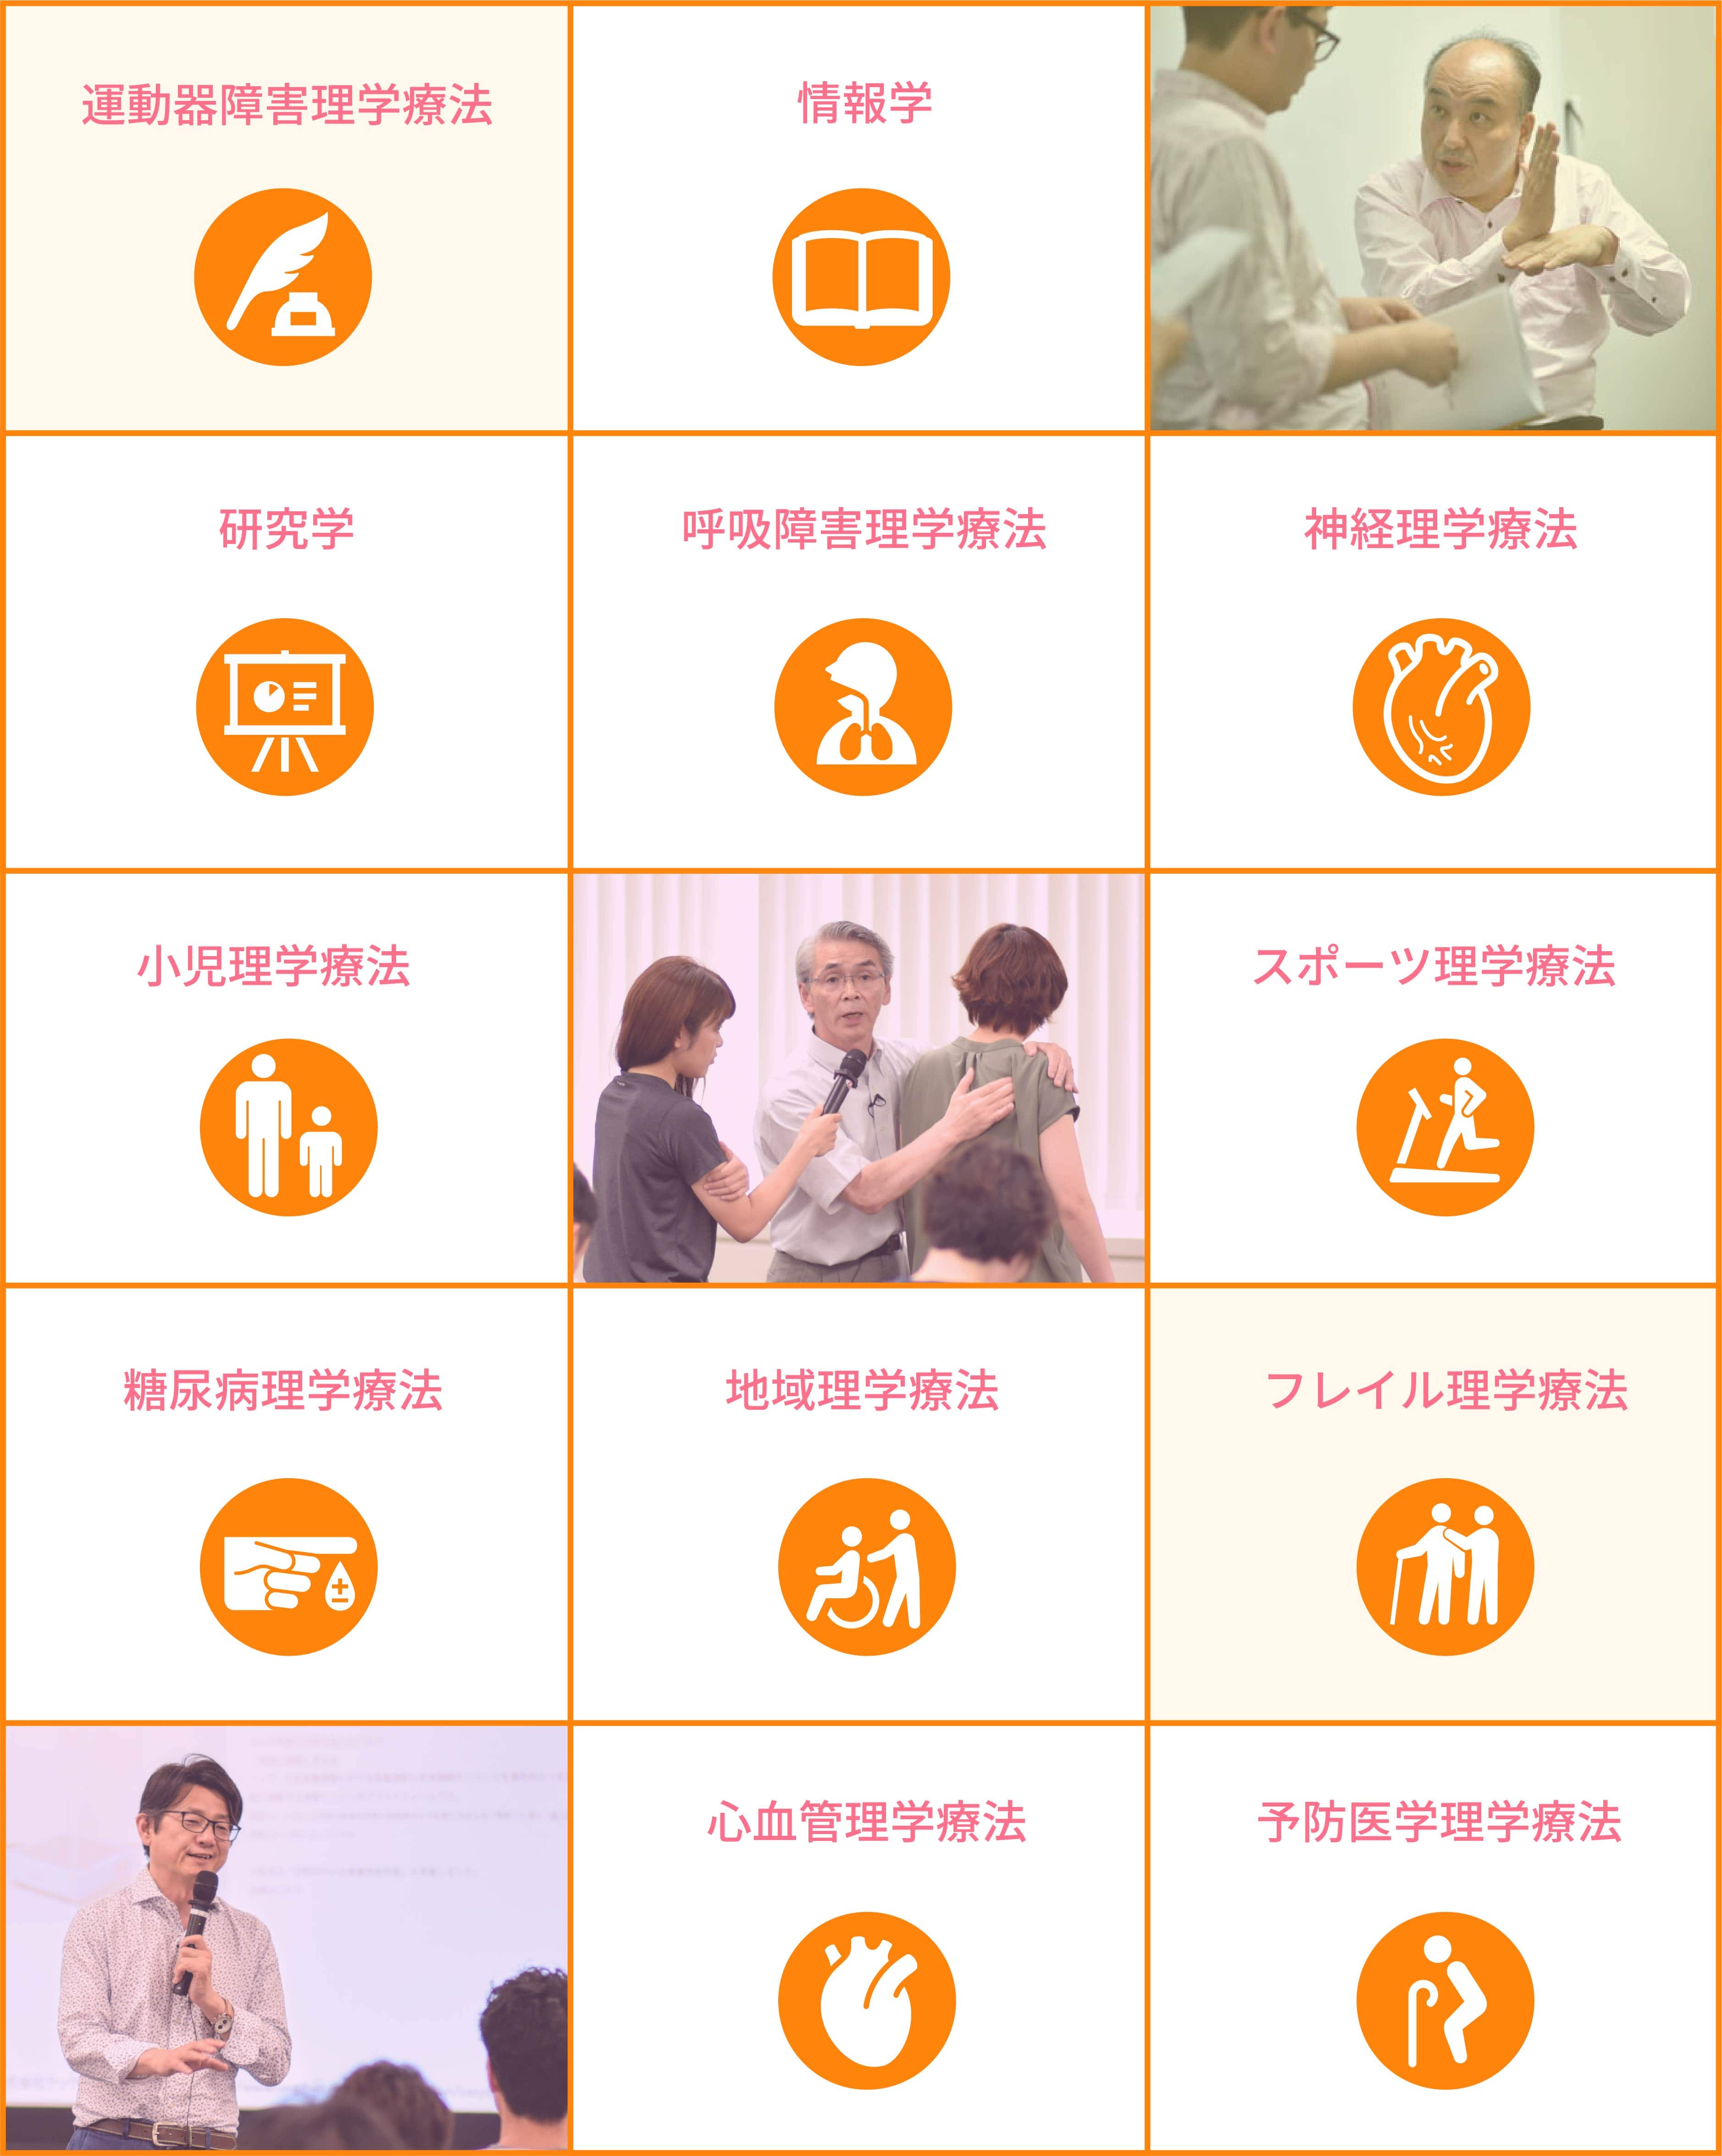 運動器障害理学療法
情報学
研究学
呼吸障害理学療法
神経理学療法
小児理学療法
スポーツ理学療法
糖尿病理学療法
地域理学療法
フレイル理学療法
心血管理学療法
予防医学理学療法